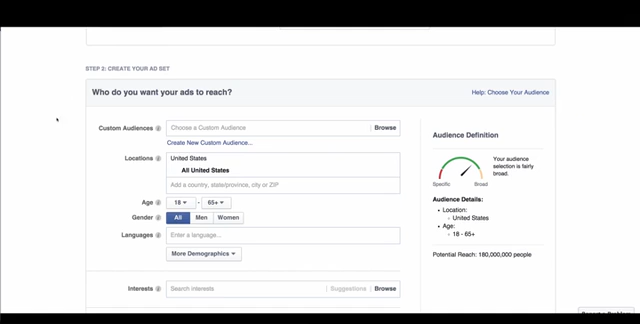 STEP 2: CREATE YOUR AD SET
Who do you want your ads to reach?
Help: Choose Your Audience
Custom Audiences
Choose a Custom Audience
Browse
Create New Custom Audience...
Locations
United States
All United States
Add a country, state/province, city or ZIP
Age
18 - 65+
Gender
All Men Women
Languages
Enter a language...
More Demographics
Interests
Search interests
Suggestions
Browse
Audience Definition
Your audience
selection is fairly
broad.
Specific
Broad
Audience Details:
• Location:
◦ United States
• Age:
◦ 18 - 65+
Potential Reach: 180,000,000 people